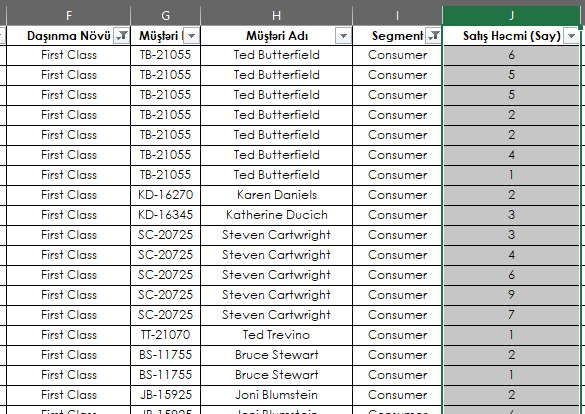 F G H I J
Daşınma Növü Müştəri Müştəri Adı Segment Satış Həcmi (Say)
First Class TB-21055 Ted Butterfield Consumer 6
First Class TB-21055 Ted Butterfield Consumer 5
First Class TB-21055 Ted Butterfield Consumer 5
First Class TB-21055 Ted Butterfield Consumer 2
First Class TB-21055 Ted Butterfield Consumer 2
First Class TB-21055 Ted Butterfield Consumer 4
First Class TB-21055 Ted Butterfield Consumer 1
First Class KD-16270 Karen Daniels Consumer 2
First Class KD-16345 Katherine Ducich Consumer 3
First Class SC-20725 Steven Cartwright Consumer 3
First Class SC-20725 Steven Cartwright Consumer 4
First Class SC-20725 Steven Cartwright Consumer 6
First Class SC-20725 Steven Cartwright Consumer 9
First Class SC-20725 Steven Cartwright Consumer 7
First Class TT-21070 Ted Trevino Consumer 1
First Class BS-11755 Bruce Stewart Consumer 2
First Class BS-11755 Bruce Stewart Consumer 1
First Class JB-15925 Joni Blumstein Consumer 2
First Class JB-15925 Joni Blumstein Consumer